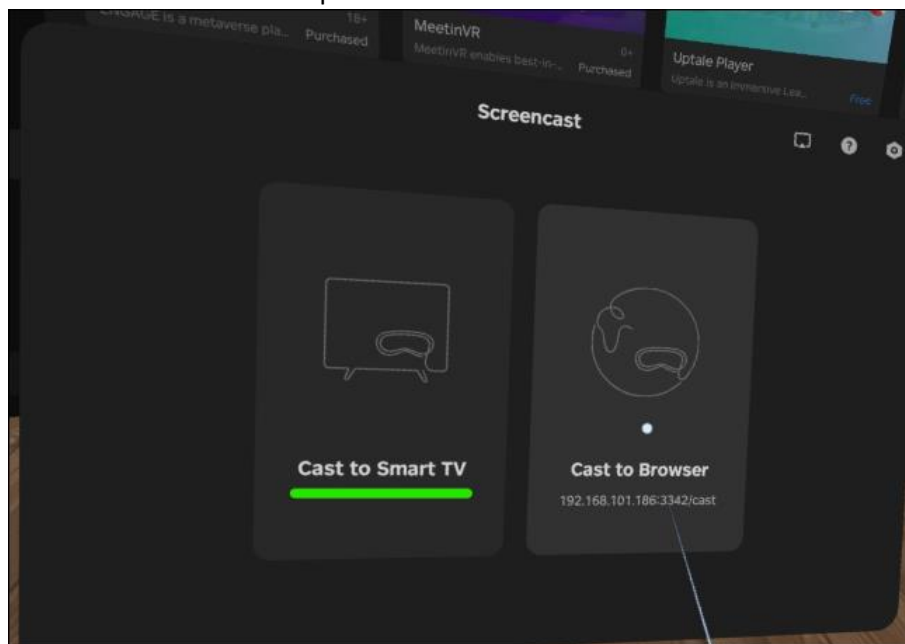 ENGAGE is a metaverse pla...
18+
Purchased
MeetinVR
MeetinVR enables best-in-...
0+
Purchased
Uptale Player
Uptale is an Immersive Lea...
Free
Screencast
Cast to Smart TV
Cast to Browser
192.168.101.186:3342/cast